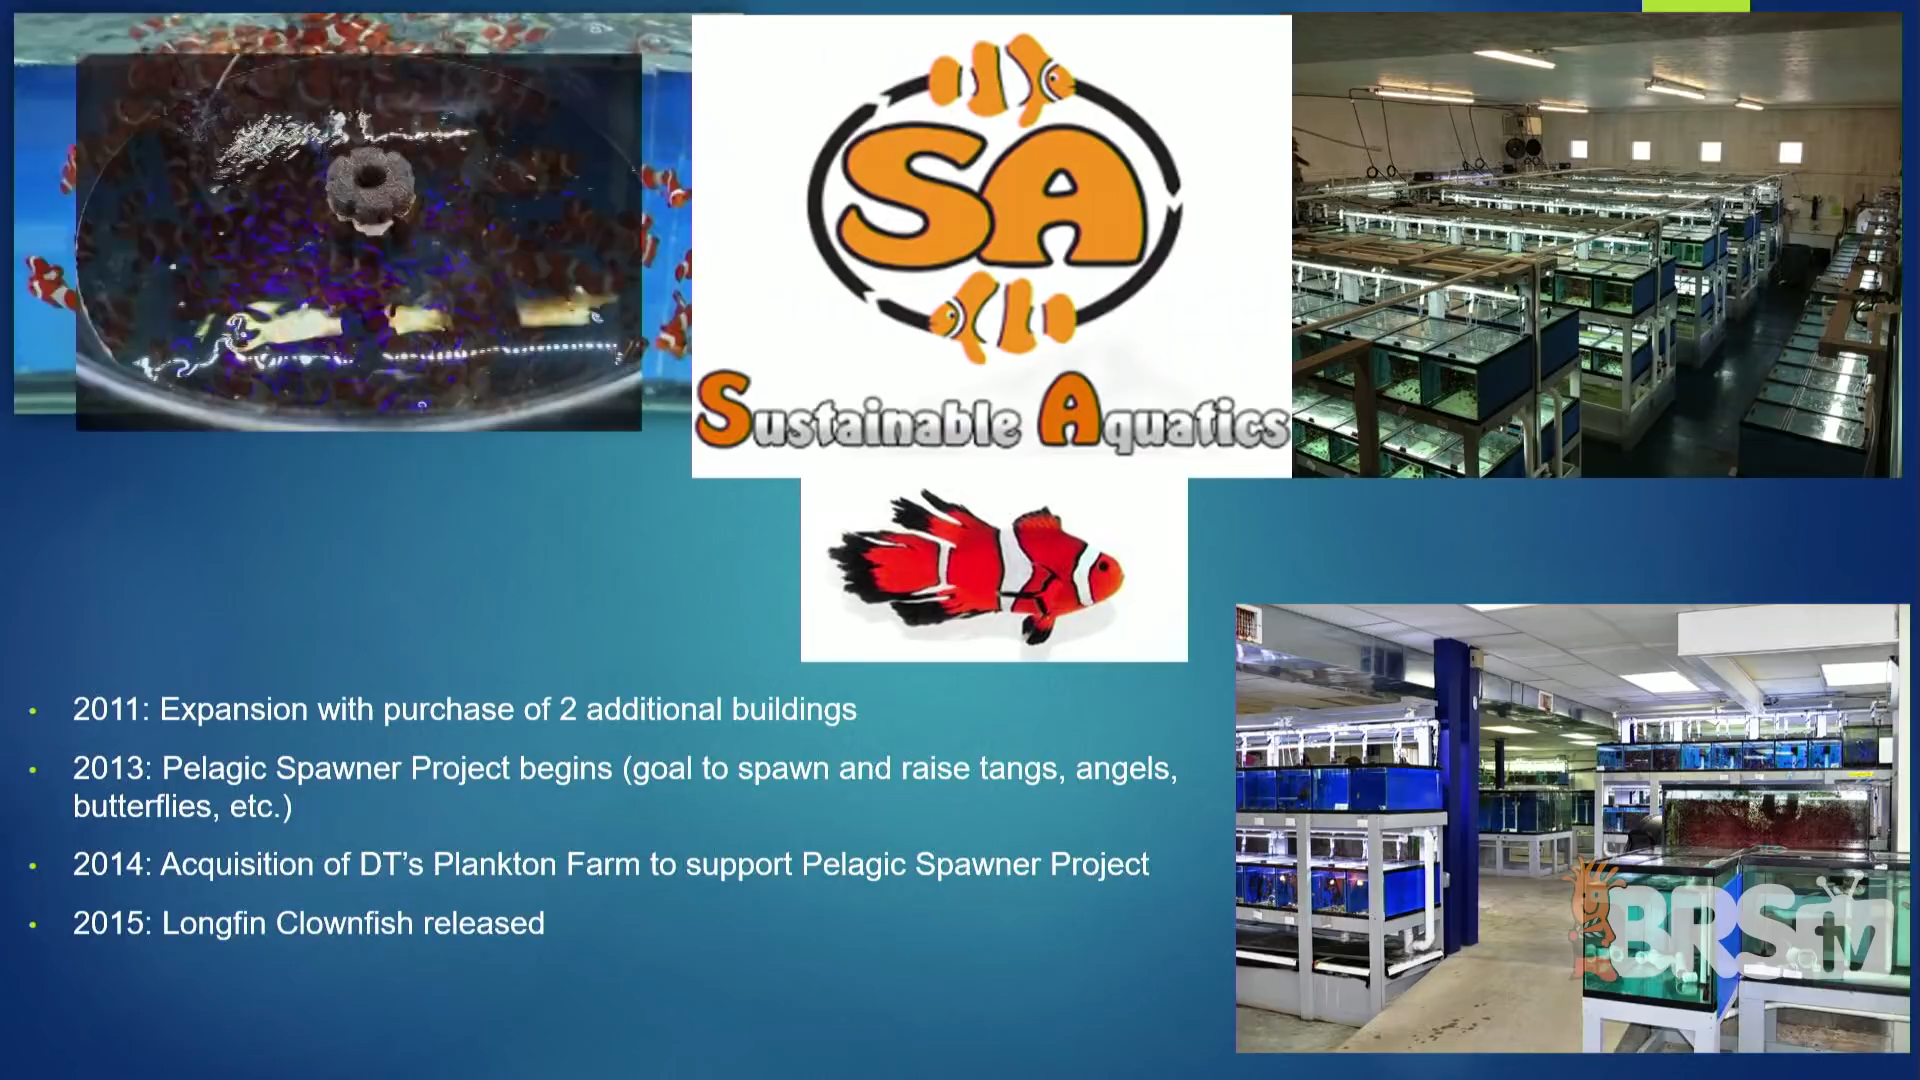 SA
Sustainable Aquatics
• 2011: Expansion with purchase of 2 additional buildings
• 2013: Pelagic Spawner Project begins (goal to spawn and raise tangs, angels,
butterflies, etc.)
• 2014: Acquisition of DT’s Plankton Farm to support Pelagic Spawner Project
• 2015: Longfin Clownfish released
BRStv